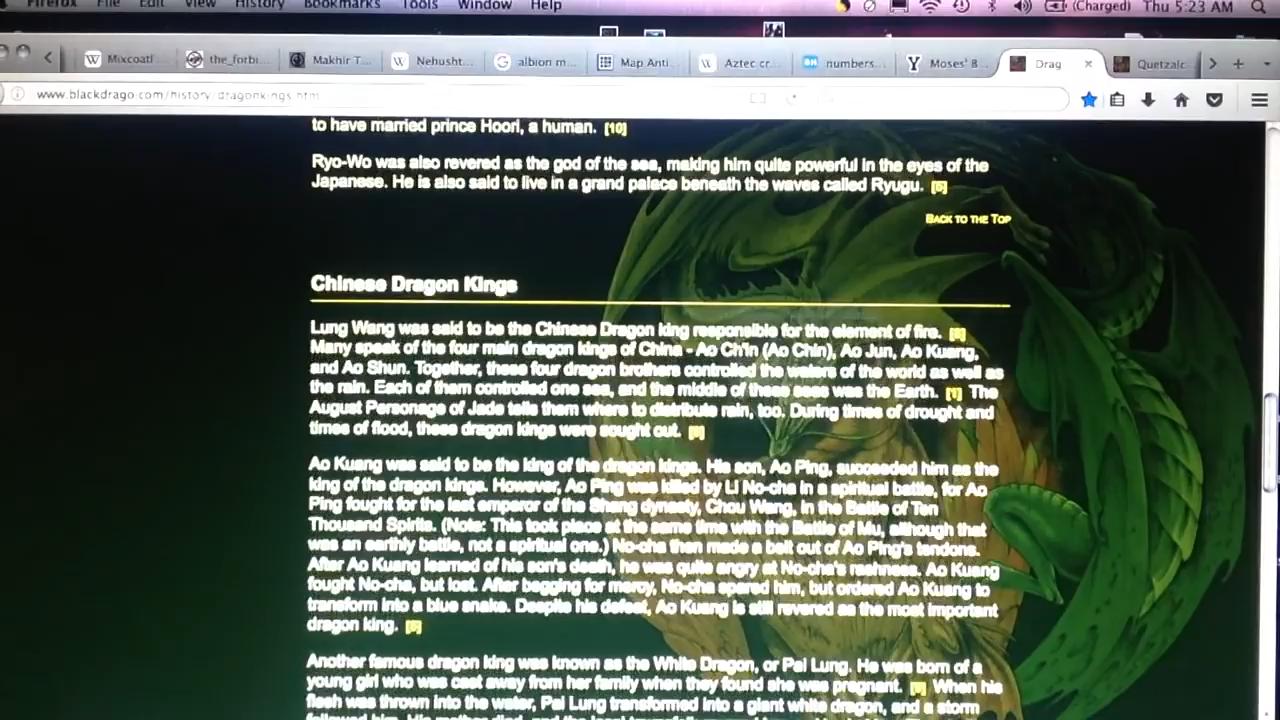 Firefox File Edit View History Bookmarks Tools Window Help (Charged) Thu 5:23 AM
Mixcoatl the_forbi... Makhir T... Nehusht... albion m... Map Anti... Aztec cr... numbers... Moses' B... Drag Quetzalc
www.blackdrago.com/history/dragonkings.htm
to have married prince Hoori, a human. [10]
Ryo-Wo was also revered as the god of the sea, making him quite powerful in the eyes of the
Japanese. He is also said to live in a grand palace beneath the waves called Ryugu. [5]
BACK TO THE TOP
Chinese Dragon Kings
Lung Wang was said to be the Chinese Dragon king responsible for the element of fire.
Many speak of the four main dragon kings of China - Ao Ch'in (Ao Chin), Ao Jun, Ao Kuang,
and Ao Shun. Together, these four dragon brothers controlled the waters of the world as well as
the rain. Each of them controlled one sea, and the middle of these seas was the Earth. [1] The
August Personage of Jade tells them where to distribute rain, too. During times of drought and
times of flood, these dragon kings were sought out.
Ao Kuang was said to be the king of the dragon kings. His son, Ao Ping, succeeded him as the
king of the dragon kings. However, Ao Ping was killed by Li No-cha in a spiritual battle, for Ao
Ping fought for the last emperor of the Shang dynasty, Chou Wang, in the Battle of Ten
Thousand Spirits. (Note: This took place at the same time with the Battle of Mu, although that
was an earthly battle, not a spiritual one.) No-cha then made a belt out of Ao Ping's tendons.
After Ao Kuang learned of his son's death, he was quite angry at No-cha's rashness. Ao Kuang
fought No-cha, but lost. After begging for mercy, No-cha spared him, but ordered Ao Kuang to
transform into a blue snake. Despite his defeat, Ao Kuang is still revered as the most important
dragon king.
Another famous dragon king was known as the White Dragon, or Pai Lung. He was born of a
young girl who was cast away from her family when they found she was pregnant. When his
flesh was thrown into the water, Pai Lung transformed into a giant white dragon, and a storm